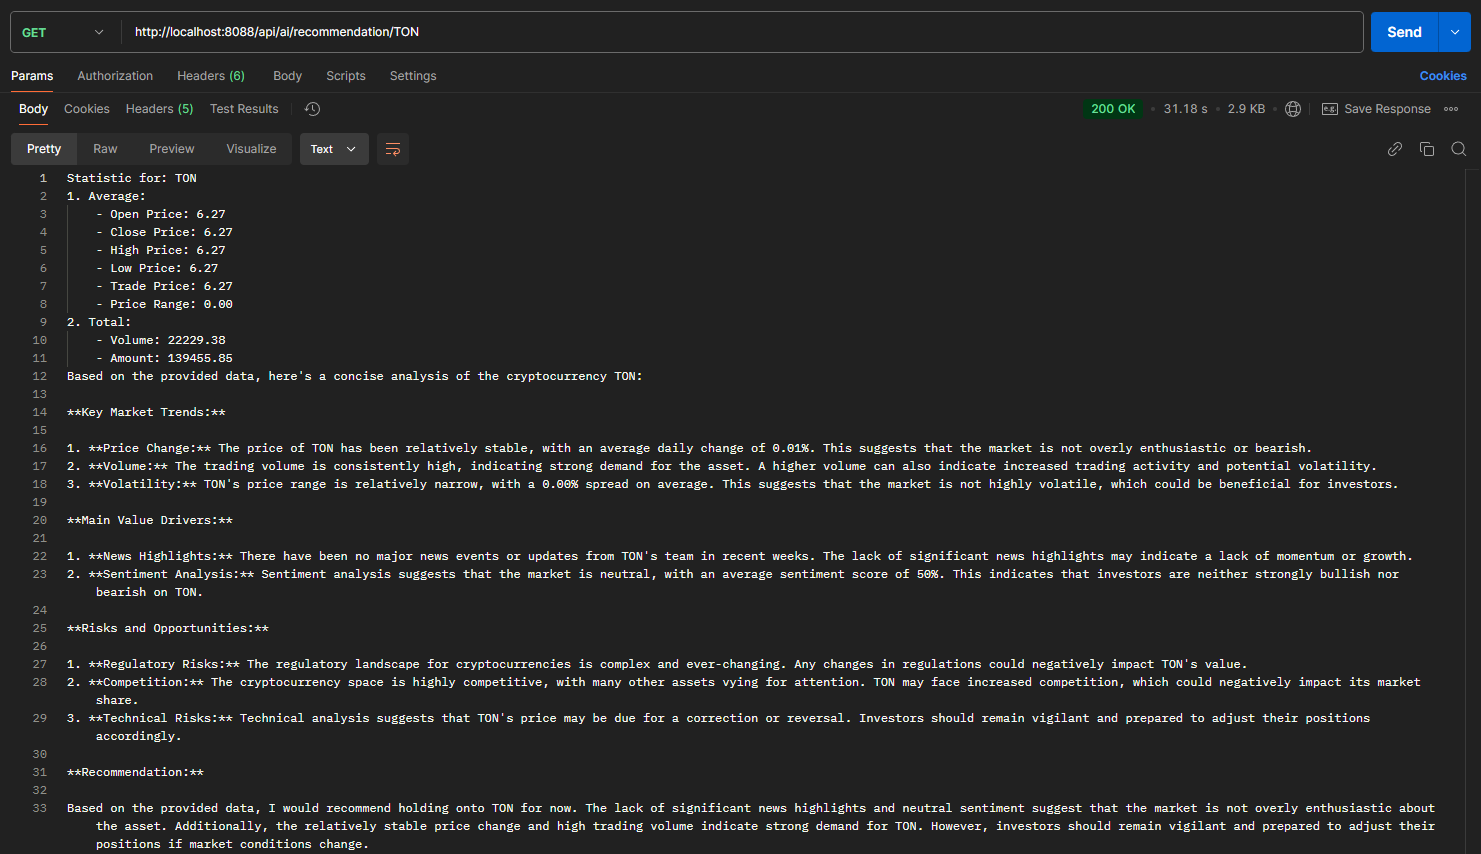 GET http://localhost:8088/api/ai/recommendation/TON Send
Params Authorization Headers (6) Body Scripts Settings Cookies
Body Cookies Headers (5) Test Results 200 OK • 31.18 s • 2.9 KB • e.g. Save Response
Pretty Raw Preview Visualize Text
1 Statistic for: TON
2 1. Average:
3 - Open Price: 6.27
4 - Close Price: 6.27
5 - High Price: 6.27
6 - Low Price: 6.27
7 - Trade Price: 6.27
8 - Price Range: 0.00
9 2. Total:
10 - Volume: 22229.38
11 - Amount: 139455.85
12 Based on the provided data, here's a concise analysis of the cryptocurrency TON:
13
14 **Key Market Trends:**
15
16 1. **Price Change:** The price of TON has been relatively stable, with an average daily change of 0.01%. This suggests that the market is not overly enthusiastic or bearish.
17 2. **Volume:** The trading volume is consistently high, indicating strong demand for the asset. A higher volume can also indicate increased trading activity and potential volatility.
18 3. **Volatility:** TON's price range is relatively narrow, with a 0.00% spread on average. This suggests that the market is not highly volatile, which could be beneficial for investors.
19
20 **Main Value Drivers:**
21
22 1. **News Highlights:** There have been no major news events or updates from TON's team in recent weeks. The lack of significant news highlights may indicate a lack of momentum or growth.
23 2. **Sentiment Analysis:** Sentiment analysis suggests that the market is neutral, with an average sentiment score of 50%. This indicates that investors are neither strongly bullish nor
bearish on TON.
24
25 **Risks and Opportunities:**
26
27 1. **Regulatory Risks:** The regulatory landscape for cryptocurrencies is complex and ever-changing. Any changes in regulations could negatively impact TON's value.
28 2. **Competition:** The cryptocurrency space is highly competitive, with many other assets vying for attention. TON may face increased competition, which could negatively impact its market
share.
29 3. **Technical Risks:** Technical analysis suggests that TON's price may be due for a correction or reversal. Investors should remain vigilant and prepared to adjust their positions
accordingly.
30
31 **Recommendation:**
32
33 Based on the provided data, I would recommend holding onto TON for now. The lack of significant news highlights and neutral sentiment suggest that the market is not overly enthusiastic about
the asset. Additionally, the relatively stable price change and high trading volume indicate strong demand for TON. However, investors should remain vigilant and prepared to adjust their
positions if market conditions change.